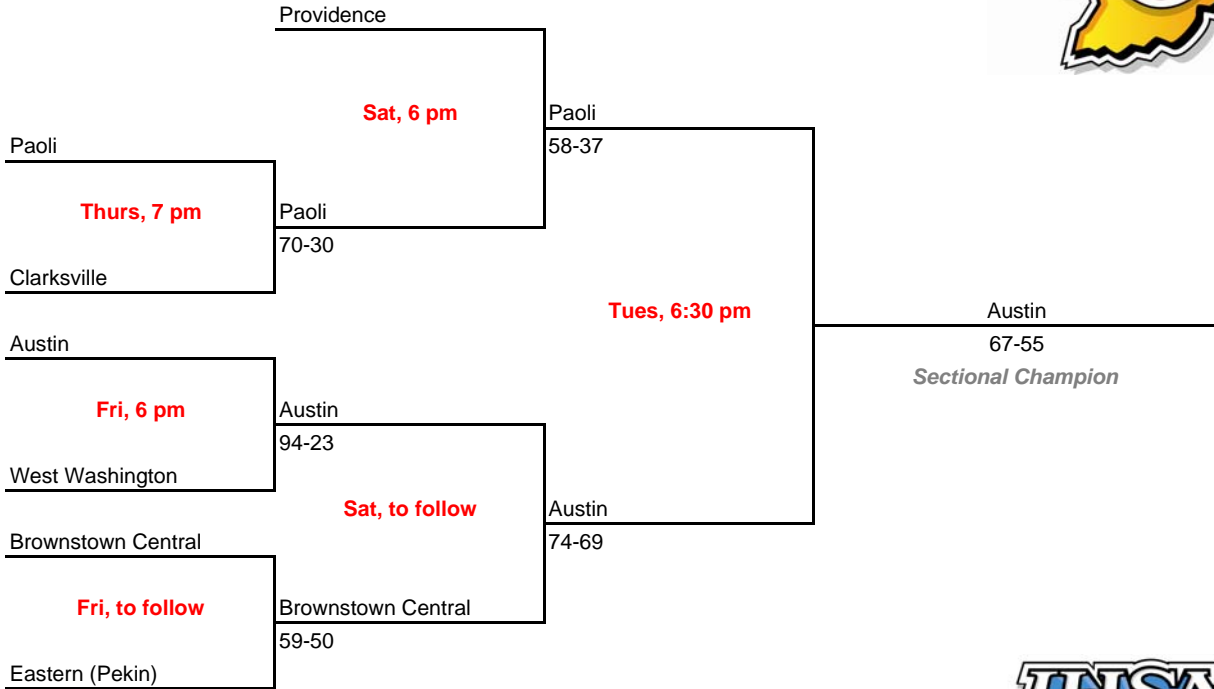 Providence
Sat, 6 pm
Paoli
58-37
Paoli
Thurs, 7 pm
Paoli
70-30
Clarksville
Tues, 6:30 pm
Austin
67-55
Sectional Champion
Austin
Fri, 6 pm
Austin
94-23
West Washington
Sat, to follow
Austin
74-69
Brownstown Central
Fri, to follow
Brownstown Central
59-50
Eastern (Pekin)